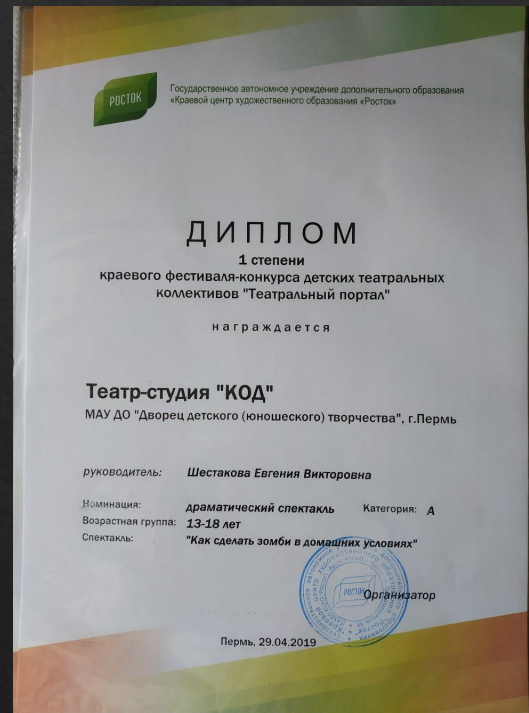 РОСТОК
Государственное автономное учреждение дополнительного образования
«Краевой центр художественного образования «Росток»
ДИПЛОМ
1 степени
краевого фестиваля-конкурса детских театральных
коллективов "Театральный портал"
награждается
Театр-студия "КОД"
МАУ ДО "Дворец детского (юношеского) творчества", г.Пермь
руководитель: Шестакова Евгения Викторовна
Номинация: драматический спектакль Категория: А
Возрастная группа: 13-18 лет
Спектакль: "Как сделать зомби в домашних условиях"
РОСТОК
Организатор
Пермь, 29.04.2019